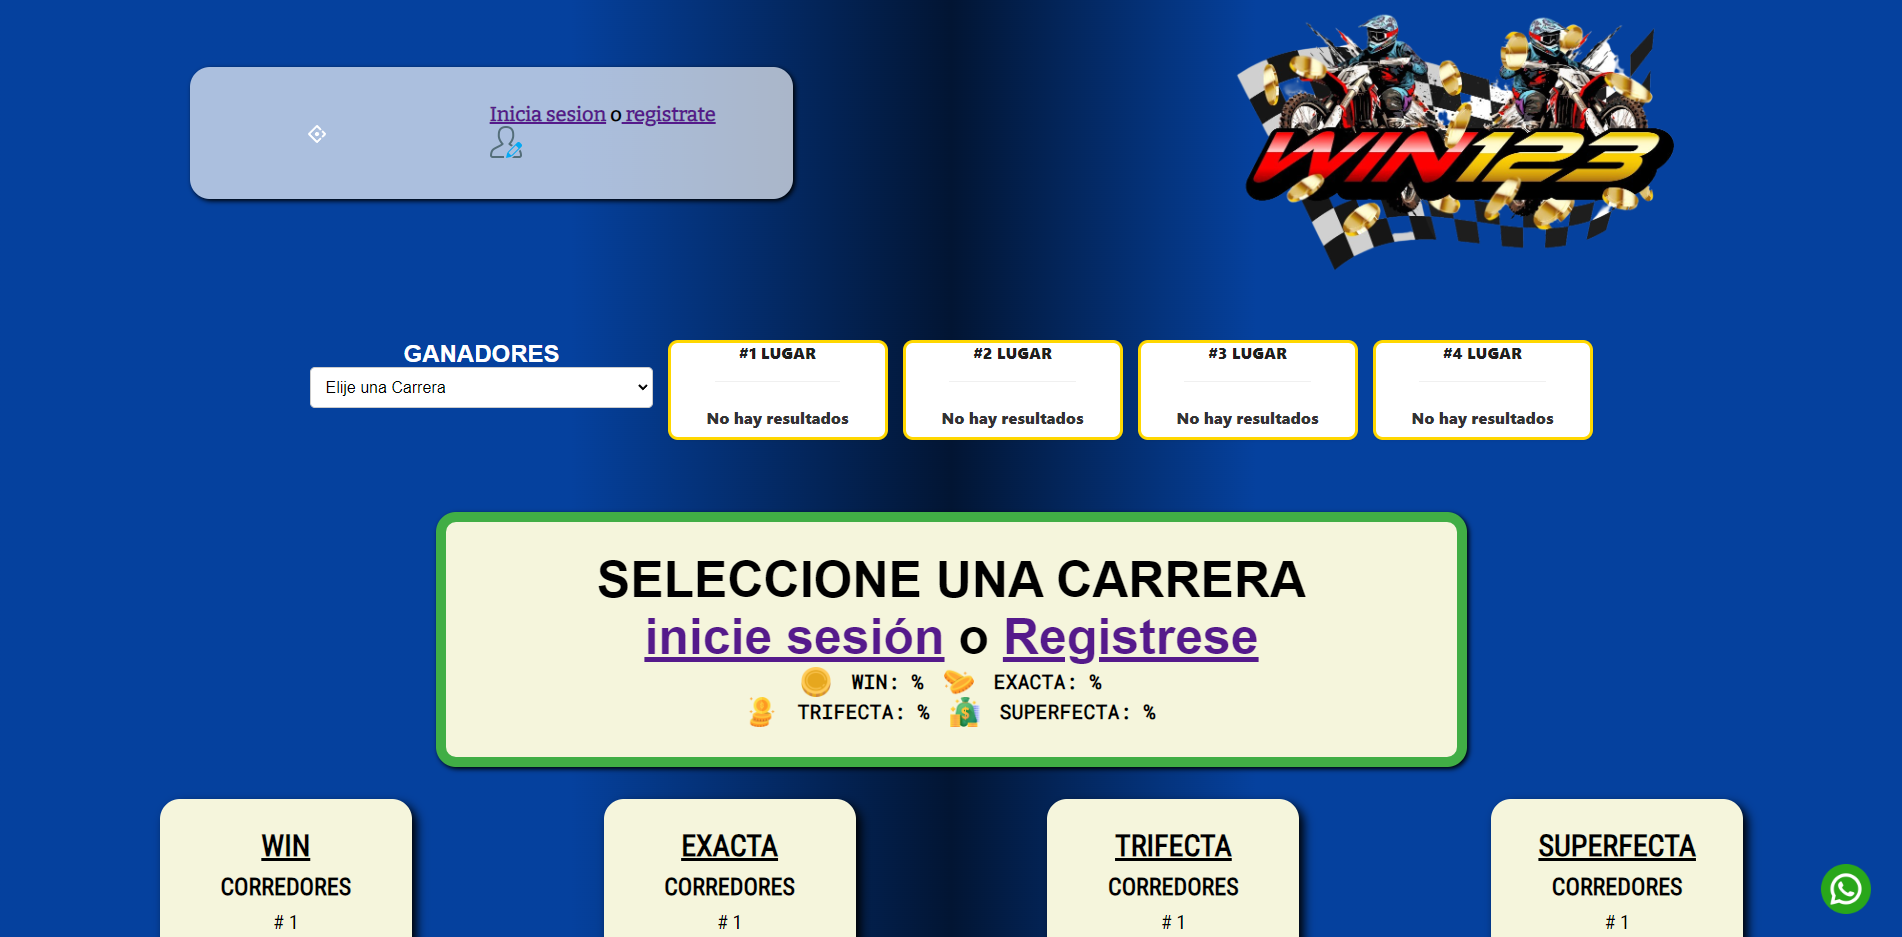 Inicia sesion o registrate
WIN123
GANADORES
Elije una Carrera
#1 LUGAR
No hay resultados
#2 LUGAR
No hay resultados
#3 LUGAR
No hay resultados
#4 LUGAR
No hay resultados
SELECCIONE UNA CARRERA
inicie sesión o Registrese
WIN: % EXACTA: %
TRIFECTA: % SUPERFECTA: %
WIN
CORREDORES
# 1
EXACTA
CORREDORES
# 1
TRIFECTA
CORREDORES
# 1
SUPERFECTA
CORREDORES
# 1